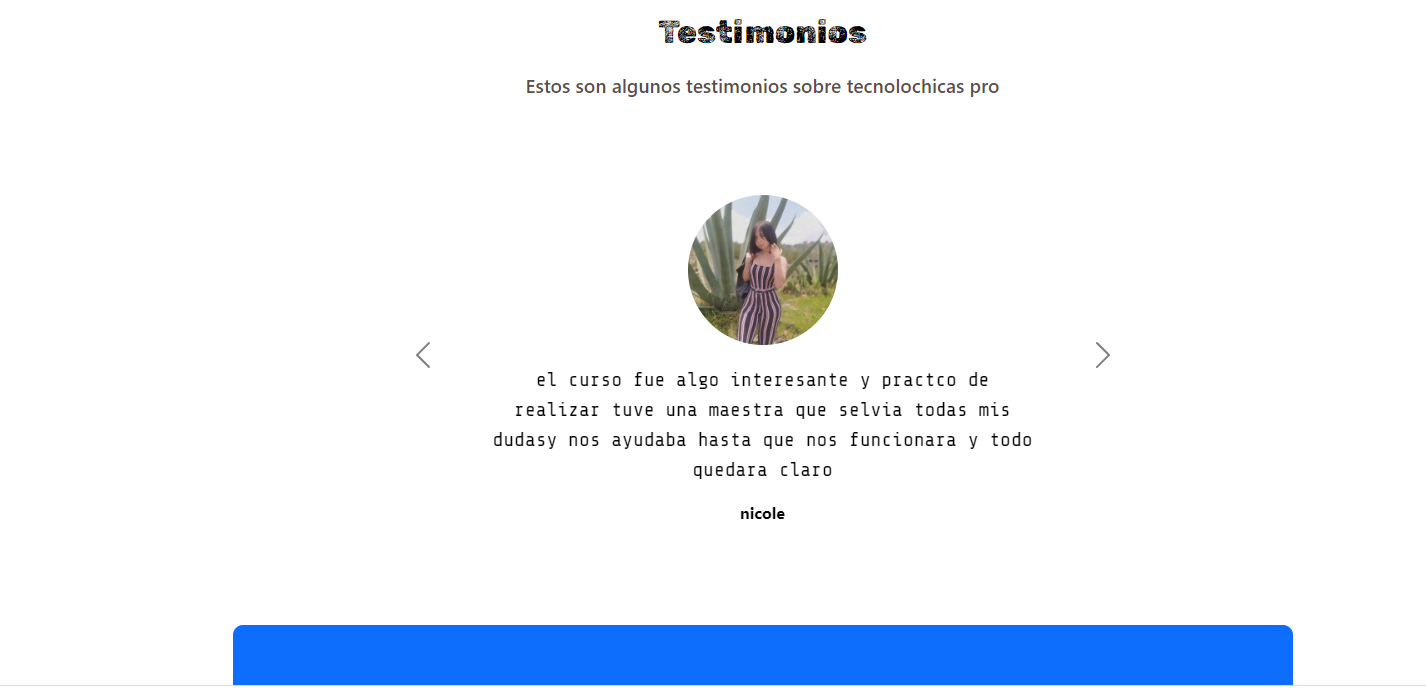 Testimonios
Estos son algunos testimonios sobre tecnolochicas pro
el curso fue algo interesante y practco de
realizar tuve una maestra que selvia todas mis
dudasy nos ayudaba hasta que nos funcionara y todo
quedara claro
nicole